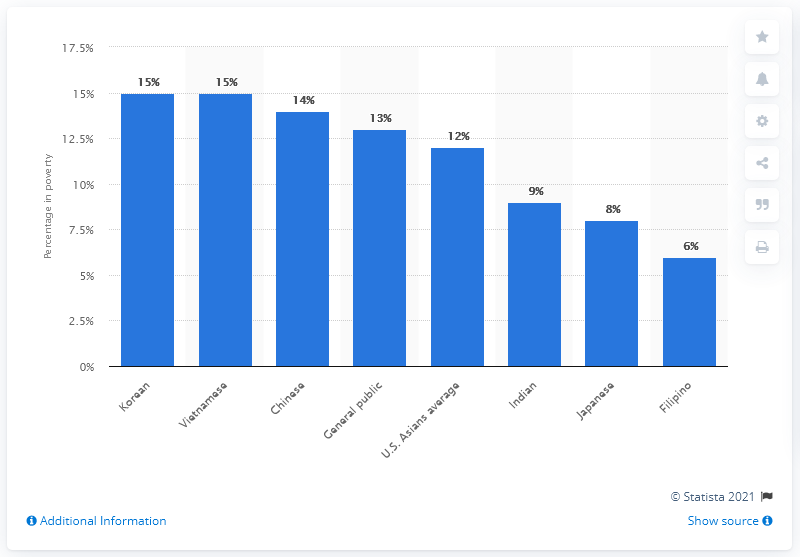 17.5%
15%
12.5%
10%
7.5%
5%
2.5%
0%
Percentage in poverty
15%
15%
14%
13%
12%
9%
8%
6%
Korean
Vietnamese
Chinese
General public
U.S. Asians average
Indian
Japanese
Filipino
© Statista 2021
Additional Information
Show source